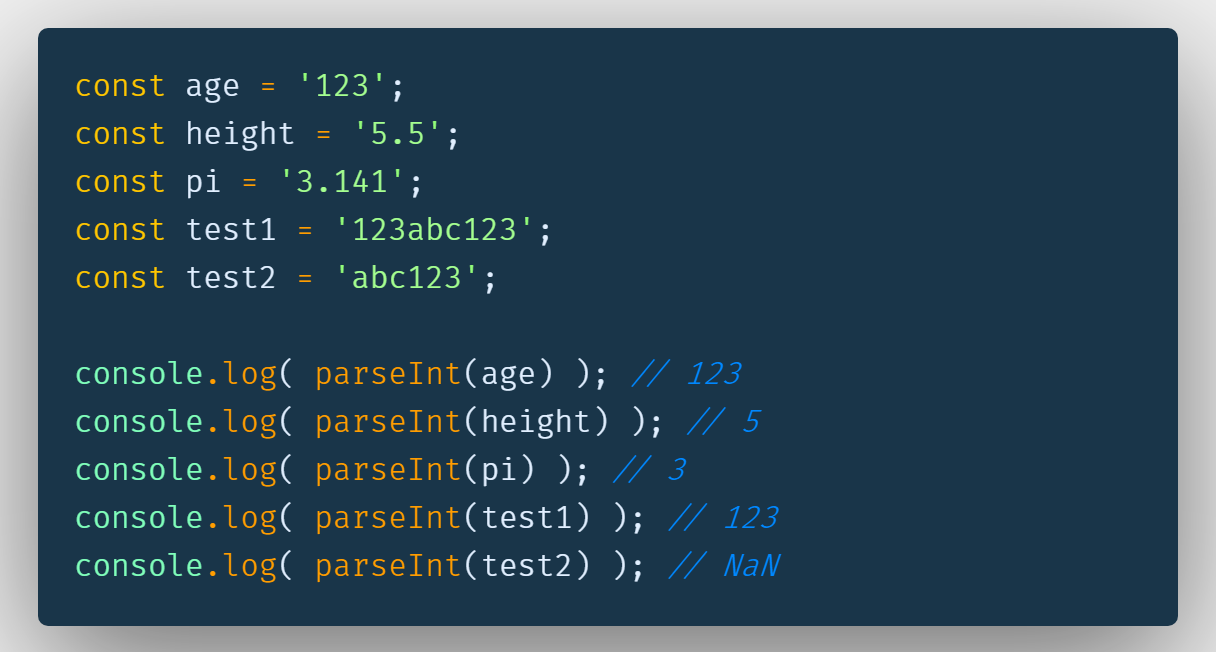 const age = '123';
const height = '5.5';
const pi = '3.141';
const test1 = '123abc123';
const test2 = 'abc123';

console.log( parseInt(age) ); // 123
console.log( parseInt(height) ); // 5
console.log( parseInt(pi) ); // 3
console.log( parseInt(test1) ); // 123
console.log( parseInt(test2) ); // NaN